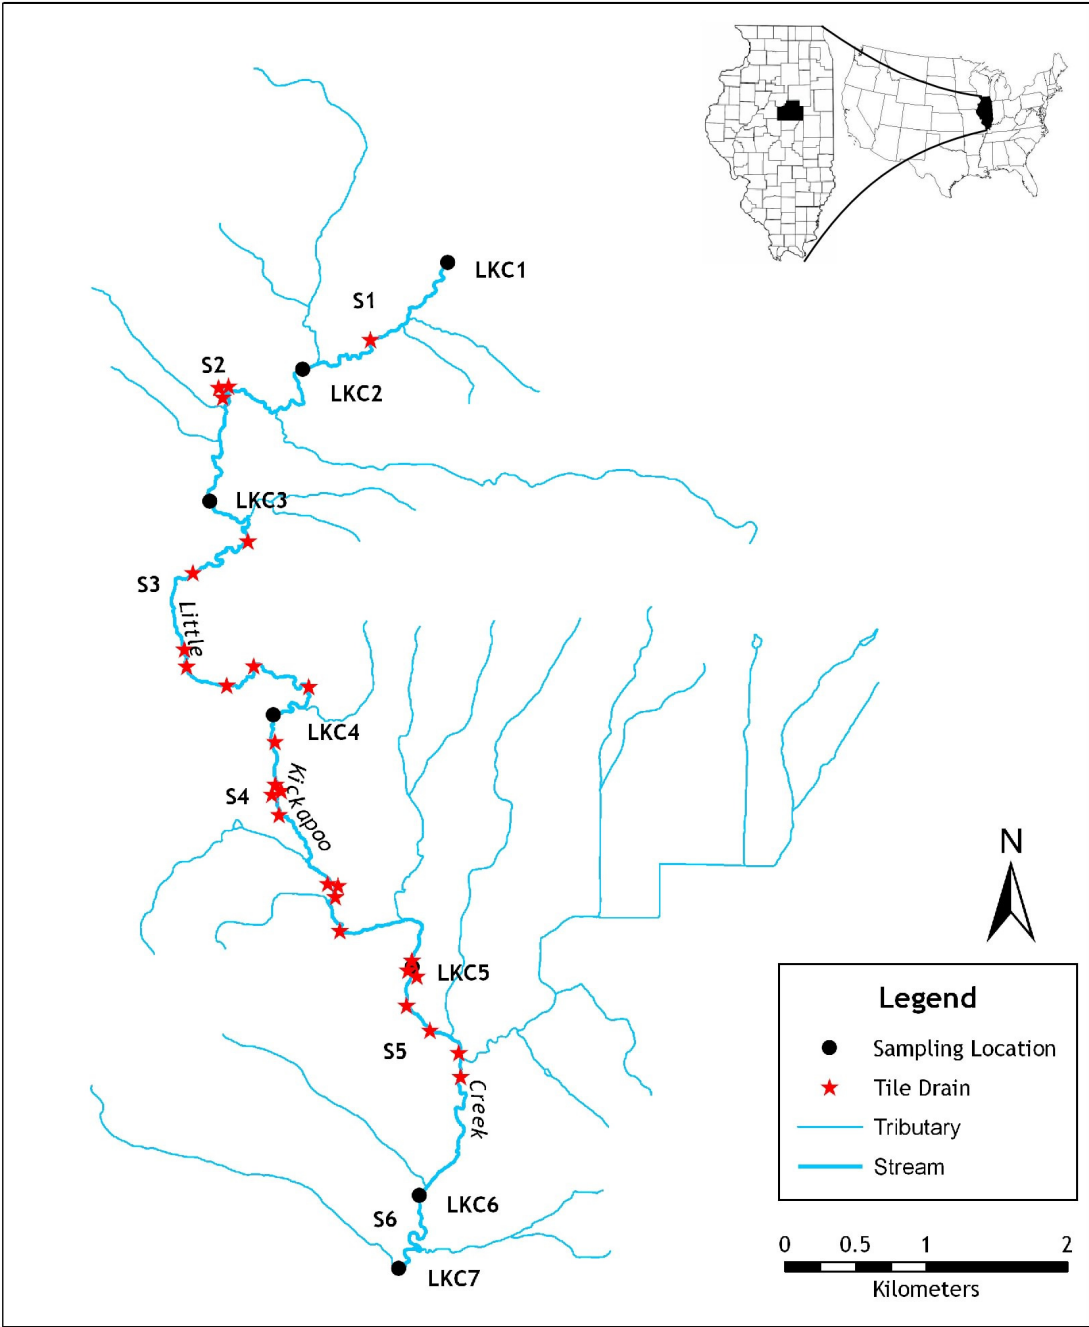 LKC1
S1
S2
LKC2
LKC3
S3
Little
LKC4
Kickapoo
S4
N
LKC5
S5
Creek
LKC6
S6
LKC7
Legend
Sampling Location
Tile Drain
Tributary
Stream
0 0.5 1 2
Kilometers